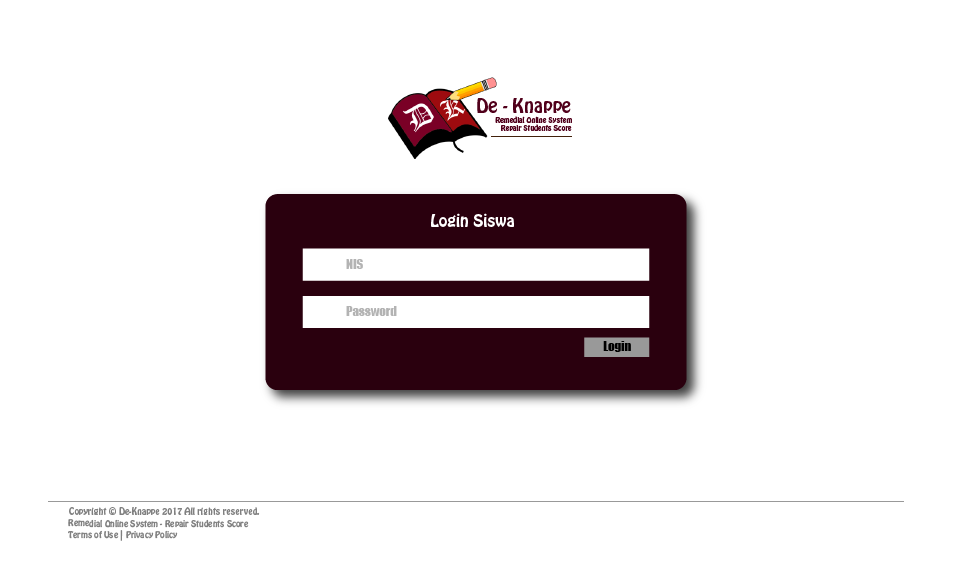 DK
De - Knappe
Remedial Online System
Repair Students Score
Login Siswa
NIS
Password
Login
Copyright © De-Knappe 2017 All rights reserved.
Remedial Online System - Repair Students Score
Terms of Use | Privacy Policy